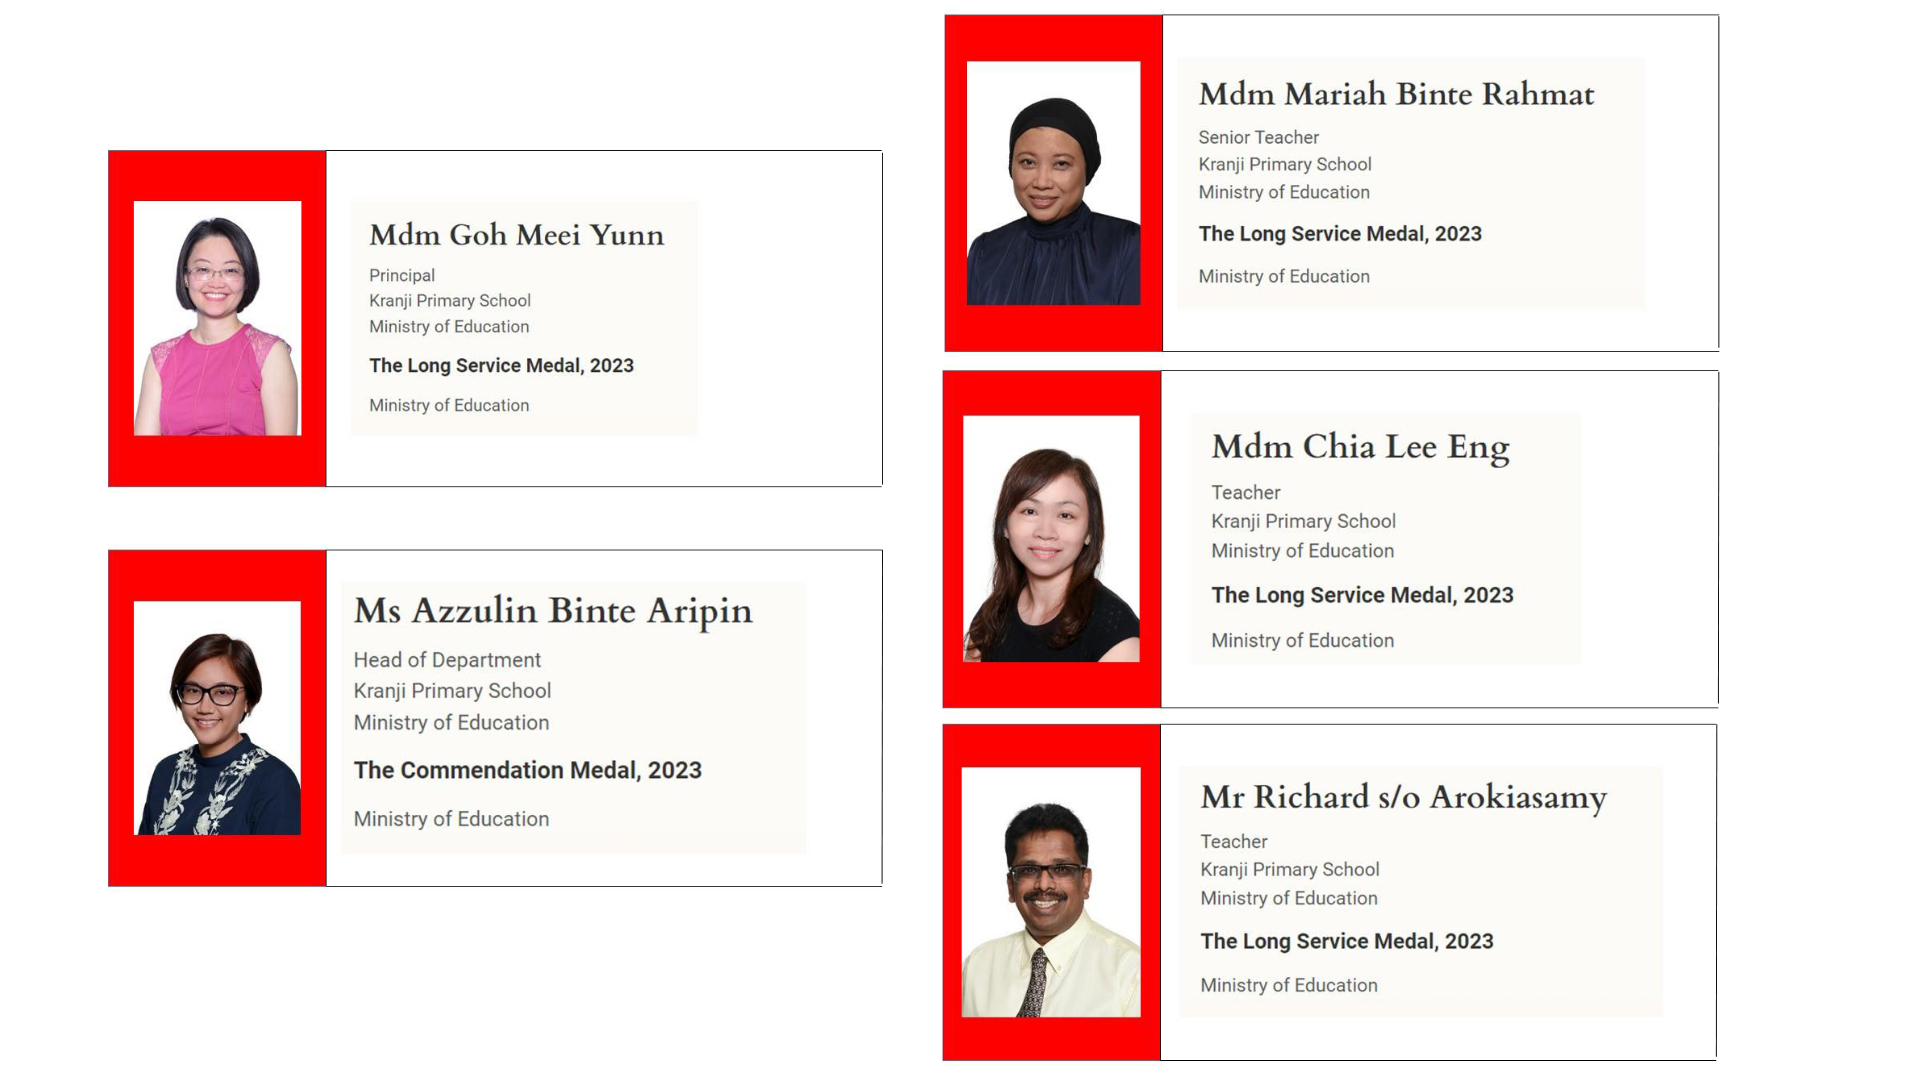 Mdm Goh Meei Yunn
Principal
Kranji Primary School
Ministry of Education
The Long Service Medal, 2023
Ministry of Education
Ms Azzulin Binte Aripin
Head of Department
Kranji Primary School
Ministry of Education
The Commendation Medal, 2023
Ministry of Education
Mdm Mariah Binte Rahmat
Senior Teacher
Kranji Primary School
Ministry of Education
The Long Service Medal, 2023
Ministry of Education
Mdm Chia Lee Eng
Teacher
Kranji Primary School
Ministry of Education
The Long Service Medal, 2023
Ministry of Education
Mr Richard s/o Arokiasamy
Teacher
Kranji Primary School
Ministry of Education
The Long Service Medal, 2023
Ministry of Education